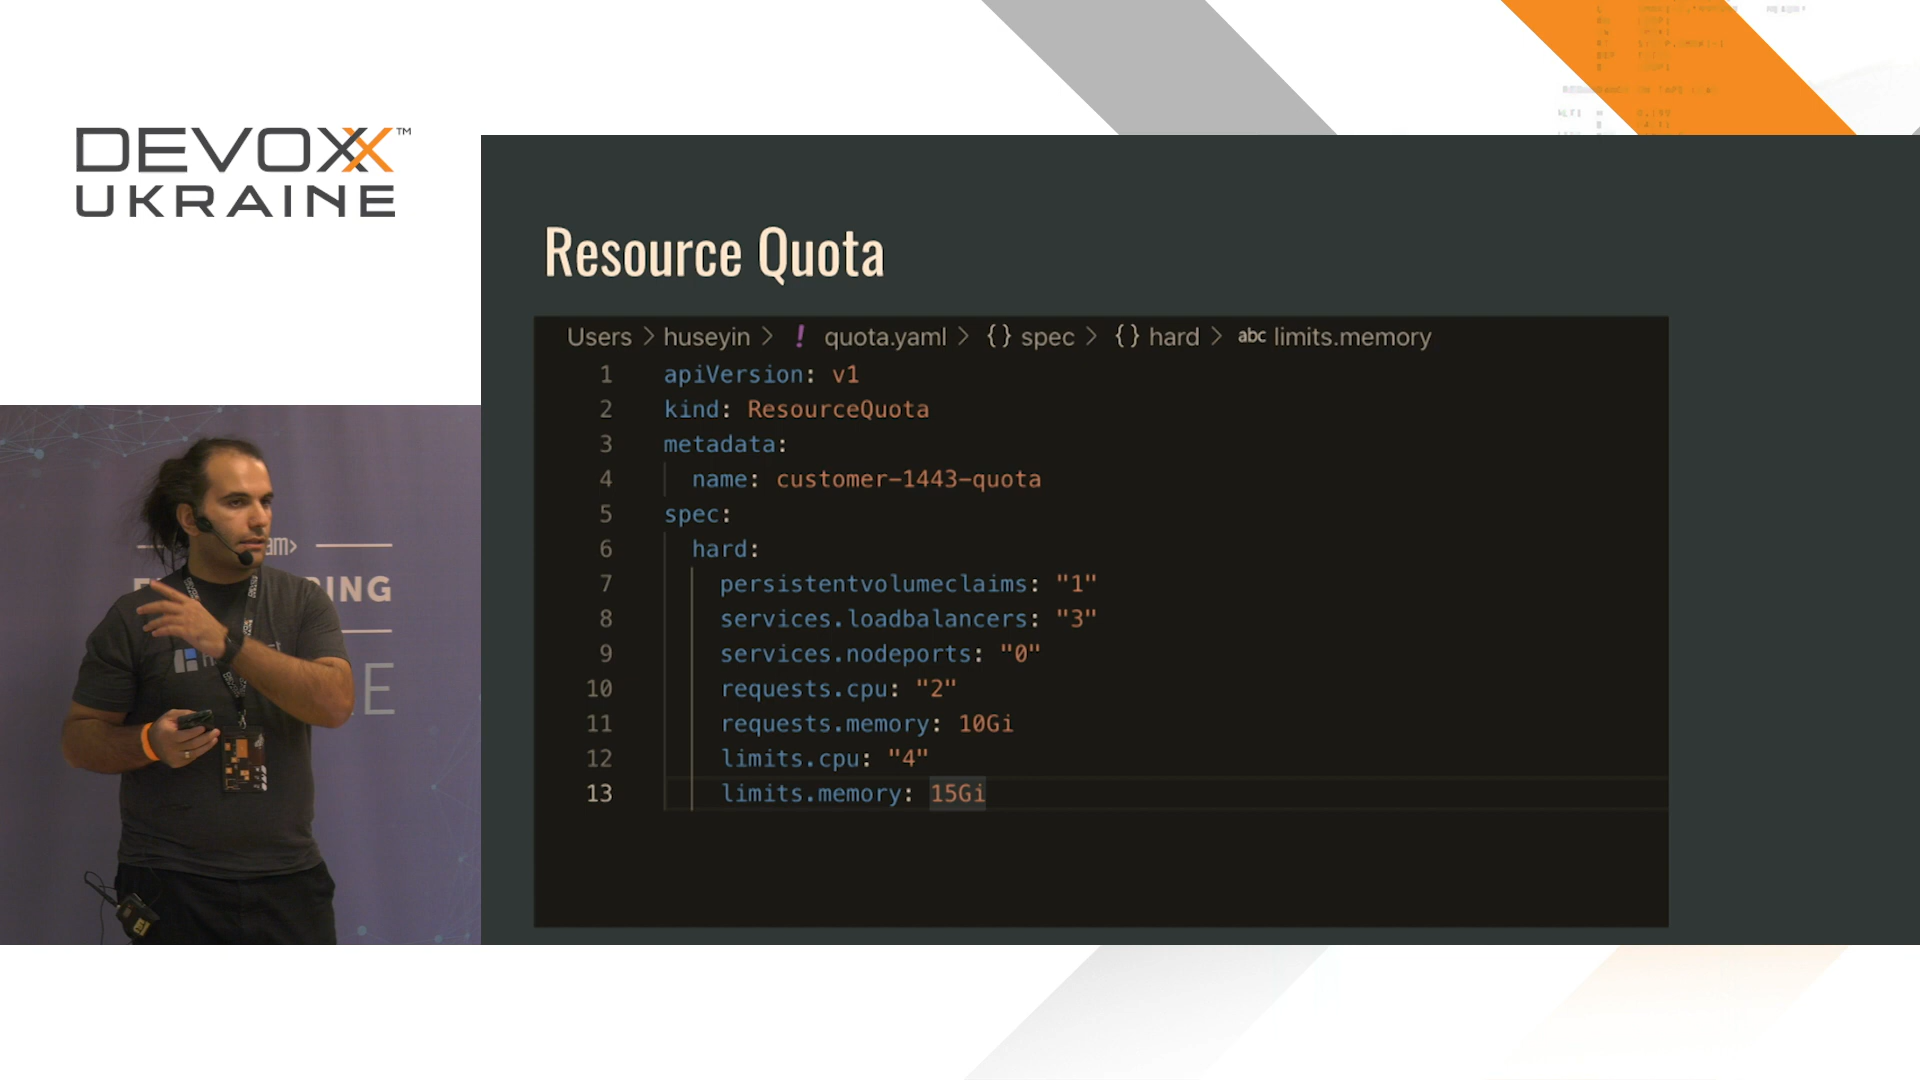 DEVOXX™
UKRAINE
Resource Quota
Users > huseyin > ! quota.yaml > {} spec > {} hard > abc limits.memory
1 apiVersion: v1
2 kind: ResourceQuota
3 metadata:
4 name: customer-1443-quota
5 spec:
6 hard:
7 persistentvolumeclaims: "1"
8 services.loadbalancers: "3"
9 services.nodeports: "0"
10 requests.cpu: "2"
11 requests.memory: 10Gi
12 limits.cpu: "4"
13 limits.memory: 15Gi